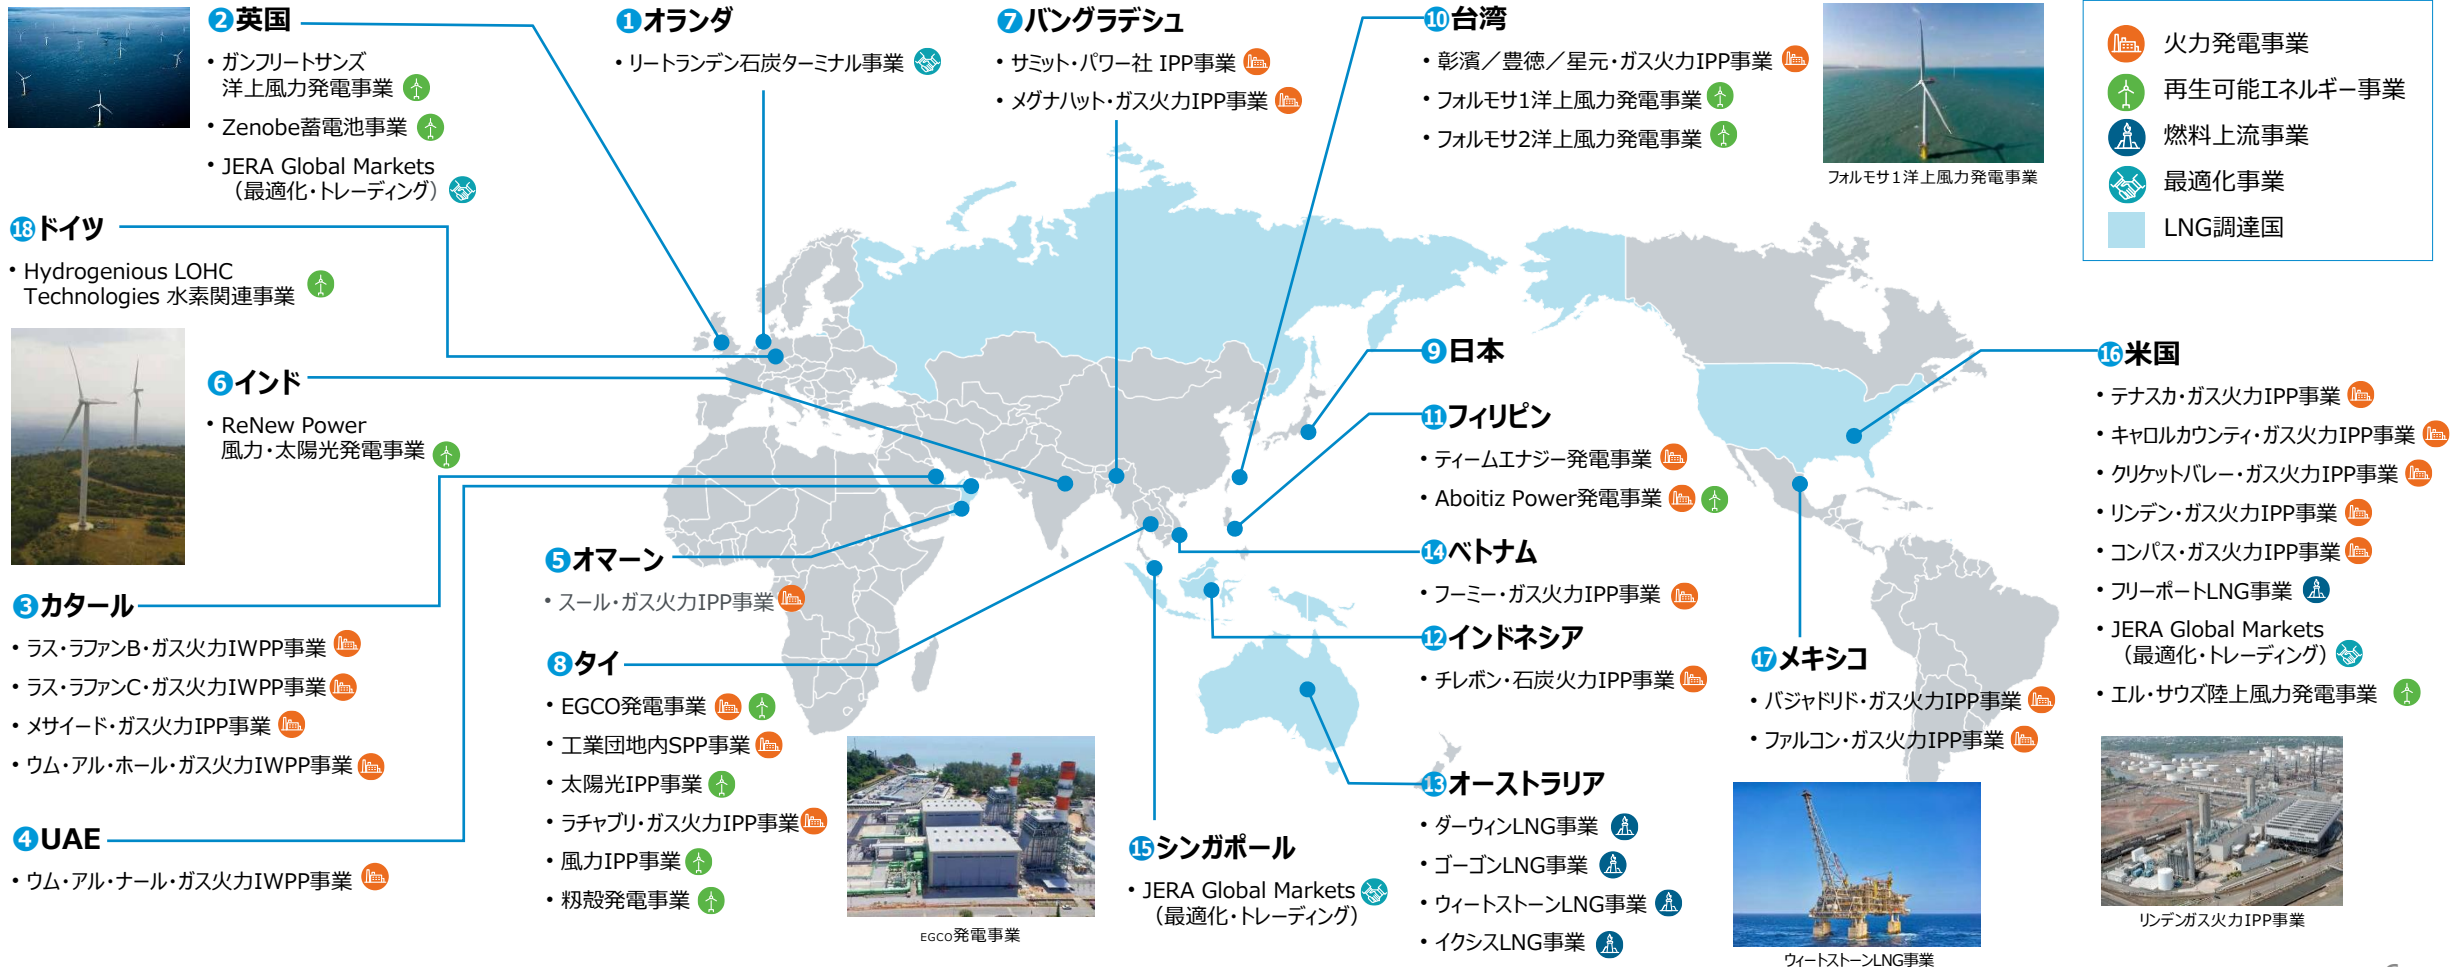 ❷英国
・ガンフリートサンズ
洋上風力発電事業
・Zenobe蓄電池事業
・JERA Global Markets
（最適化・トレーディング）
⓲ドイツ
・Hydrogenious LOHC
Technologies 水素関連事業
❻インド
・ReNew Power
風力・太陽光発電事業
❸カタール
・ラス・ラファンB・ガス火力IWPP事業
・ラス・ラファンC・ガス火力IWPP事業
・メサイード・ガス火力IPP事業
・ウム・アル・ホール・ガス火力IWPP事業
❹UAE
・ウム・アル・ナール・ガス火力IWPP事業
❶オランダ
・リートランデン石炭ターミナル事業
❺オマーン
・スール・ガス火力IPP事業
❽タイ
・EGCO発電事業
・工業団地内SPP事業
・太陽光IPP事業
・ラチャブリ・ガス火力IPP事業
・風力IPP事業
・籾殻発電事業
EGCO発電事業
❼バングラデシュ
・サミット・パワー社 IPP事業
・メグナハット・ガス火力IPP事業
❿台湾
・彰濱／豊徳／星元・ガス火力IPP事業
・フォルモサ1洋上風力発電事業
・フォルモサ2洋上風力発電事業
フォルモサ1洋上風力発電事業
❾日本
⓫フィリピン
・ティームエナジー発電事業
・Aboitiz Power発電事業
⓮ベトナム
・フーミー・ガス火力IPP事業
⓬インドネシア
・チレボン・石炭火力IPP事業
⓭オーストラリア
・ダーウィンLNG事業
・ゴーゴンLNG事業
・ウィートストーンLNG事業
・イクシスLNG事業
⓯シンガポール
・JERA Global Markets
（最適化・トレーディング）
⓱メキシコ
・バジャドリド・ガス火力IPP事業
・ファルコン・ガス火力IPP事業
ウィートストーンLNG事業
火力発電事業
再生可能エネルギー事業
燃料上流事業
最適化事業
LNG調達国
⓰米国
・テナスカ・ガス火力IPP事業
・キャロルカウンティ・ガス火力IPP事業
・クリケットバレー・ガス火力IPP事業
・リンデン・ガス火力IPP事業
・コンパス・ガス火力IPP事業
・フリーポートLNG事業
・JERA Global Markets
（最適化・トレーディング）
・エル・サウズ陸上風力発電事業
リンデンガス火力IPP事業